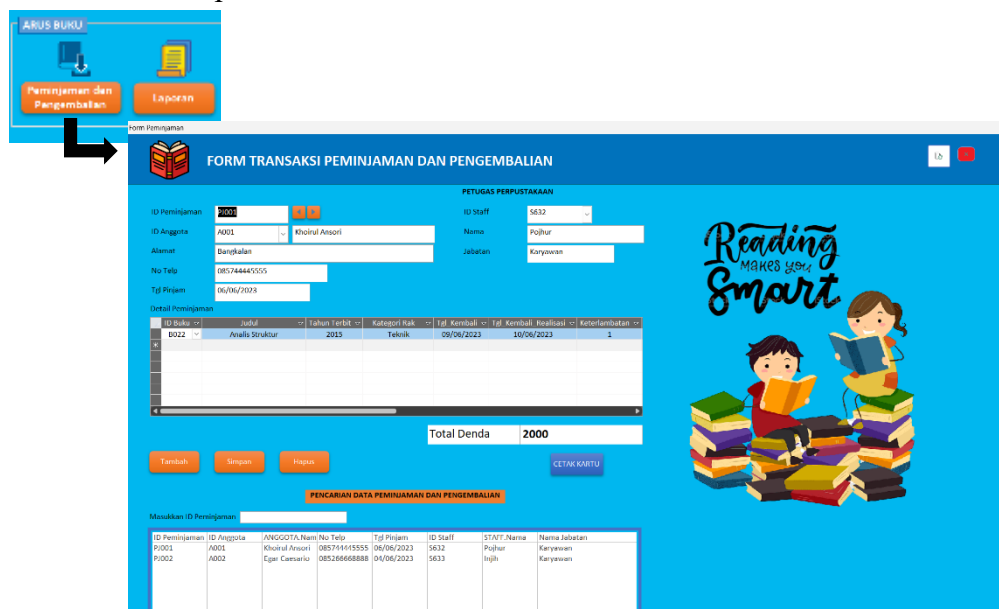 ARUS BUKU
Peminjaman dan
Pengembalian
Laporan
Form Peminjaman
FORM TRANSAKSI PEMINJAMAN DAN PENGEMBALIAN
PETUGAS PERPUSTAKAAN
ID Peminjaman PJ001 ID Staff S632
ID Anggota A001 Khoirul Ansori Nama Pojhur
Alamat Bangkalan Jabatan Karyawan
No Telp 085744445555
Tgl Pinjam 06/06/2023
Reading
MAKES YOU
Smart
Detail Peminjaman
ID Buku Judul Tahun Terbit Kategori Rak Tgl_Kembali Tgl_Kembali_Realisasi Keterlambatan
B022 Analis Struktur 2015 Teknik 09/06/2023 10/06/2023 1
Total Denda 2000
Tambah Simpan Hapus CETAK KARTU
PENCARIAN DATA PEMINJAMAN DAN PENGEMBALIAN
Masukkan ID Peminjaman
ID Peminjaman ID Anggota ANGGOTA.Nam No Telp Tgl Pinjam ID Staff STAFF.Nama Nama Jabatan
PJ001 A001 Khoirul Ansori 085744445555 06/06/2023 S632 Pojhur Karyawan
PJ002 A002 Egar Caesario 085266668888 04/06/2023 S633 Injih Karyawan